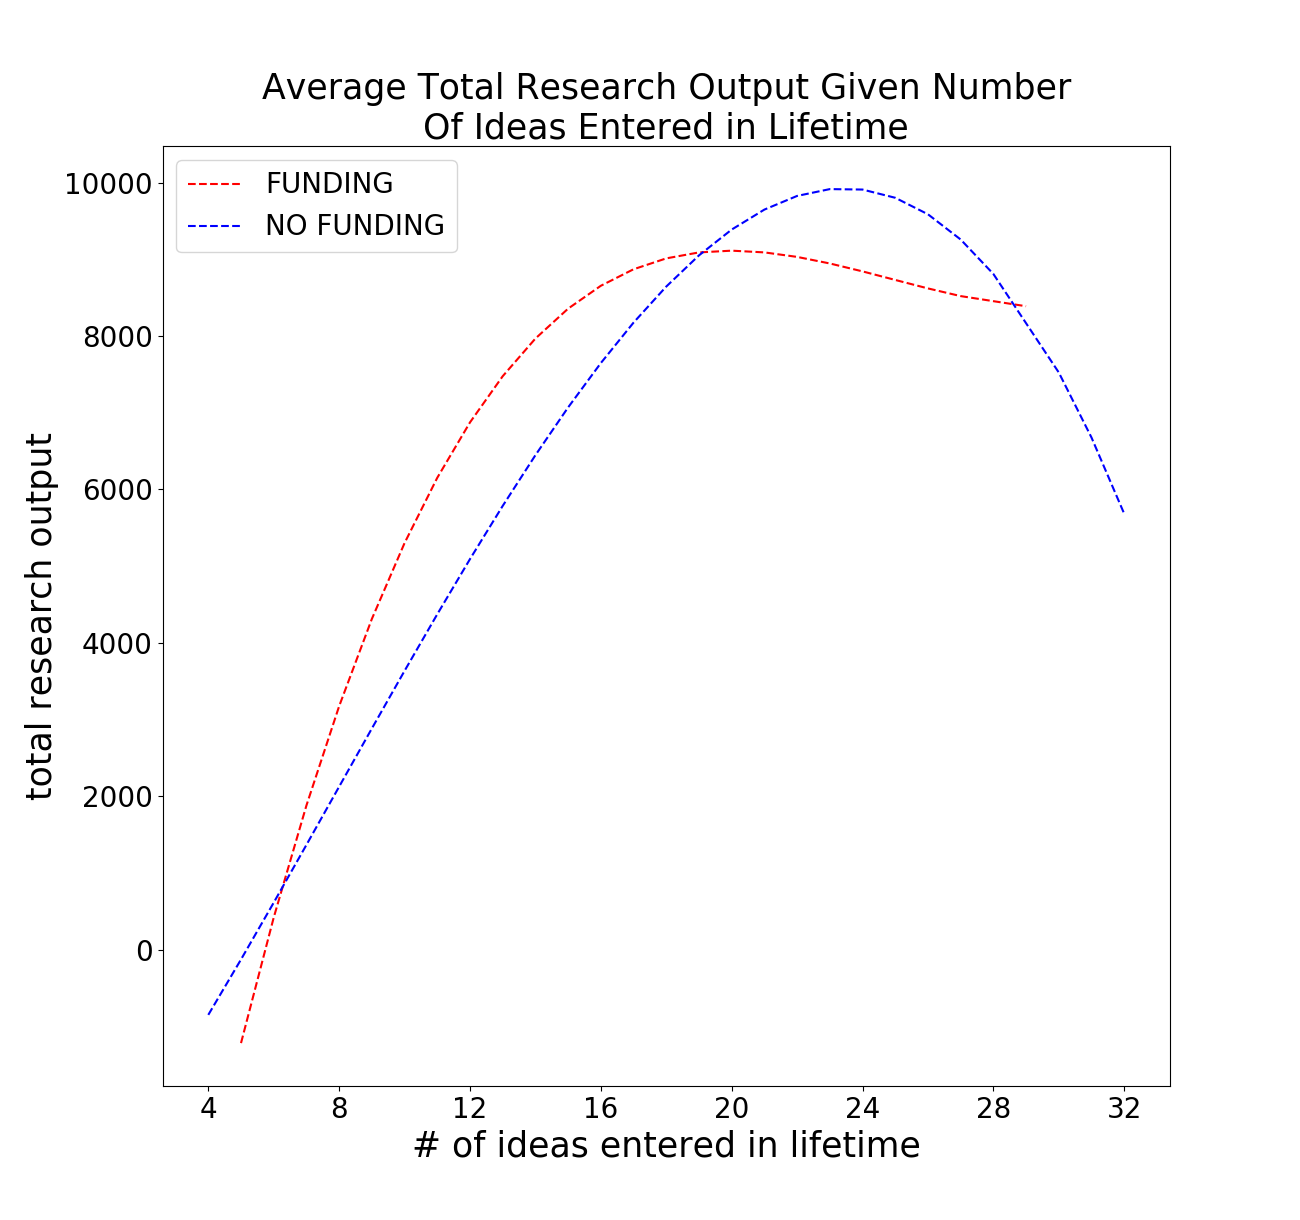 Average Total Research Output Given Number
Of Ideas Entered in Lifetime
FUNDING
NO FUNDING
total research output
10000
8000
6000
4000
2000
0
4 8 12 16 20 24 28 32
# of ideas entered in lifetime